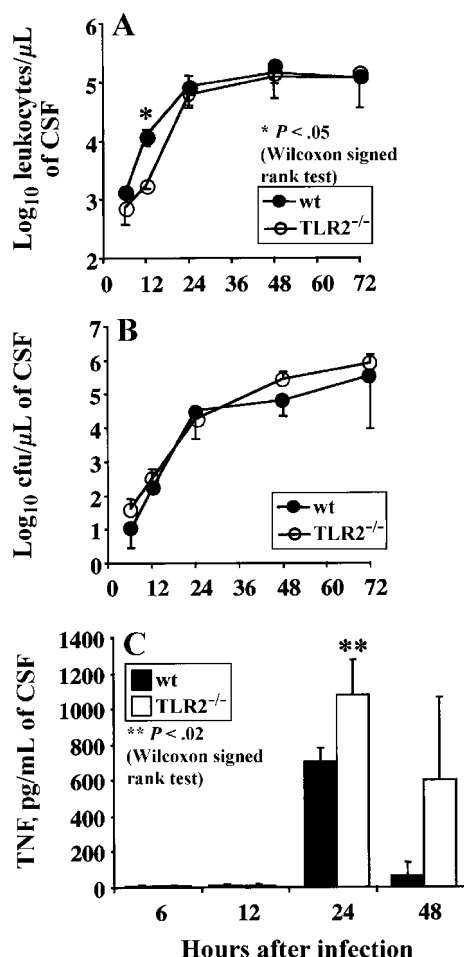 A
Log10 leukocytes/μL
of CSF
6
5
4
3
2
*
* P < .05
(Wilcoxon signed
rank test)
wt
TLR2−/−
0 12 24 36 48 60 72
B
Log10 cfu/μL of CSF
7
6
5
4
3
2
1
0
wt
TLR2−/−
0 12 24 36 48 60 72
C
TNF, pg/mL of CSF
1400
1200
1000
800
600
400
200
0
wt
TLR2−/−
** P < .02
(Wilcoxon signed
rank test)
**
6 12 24 48
Hours after infection